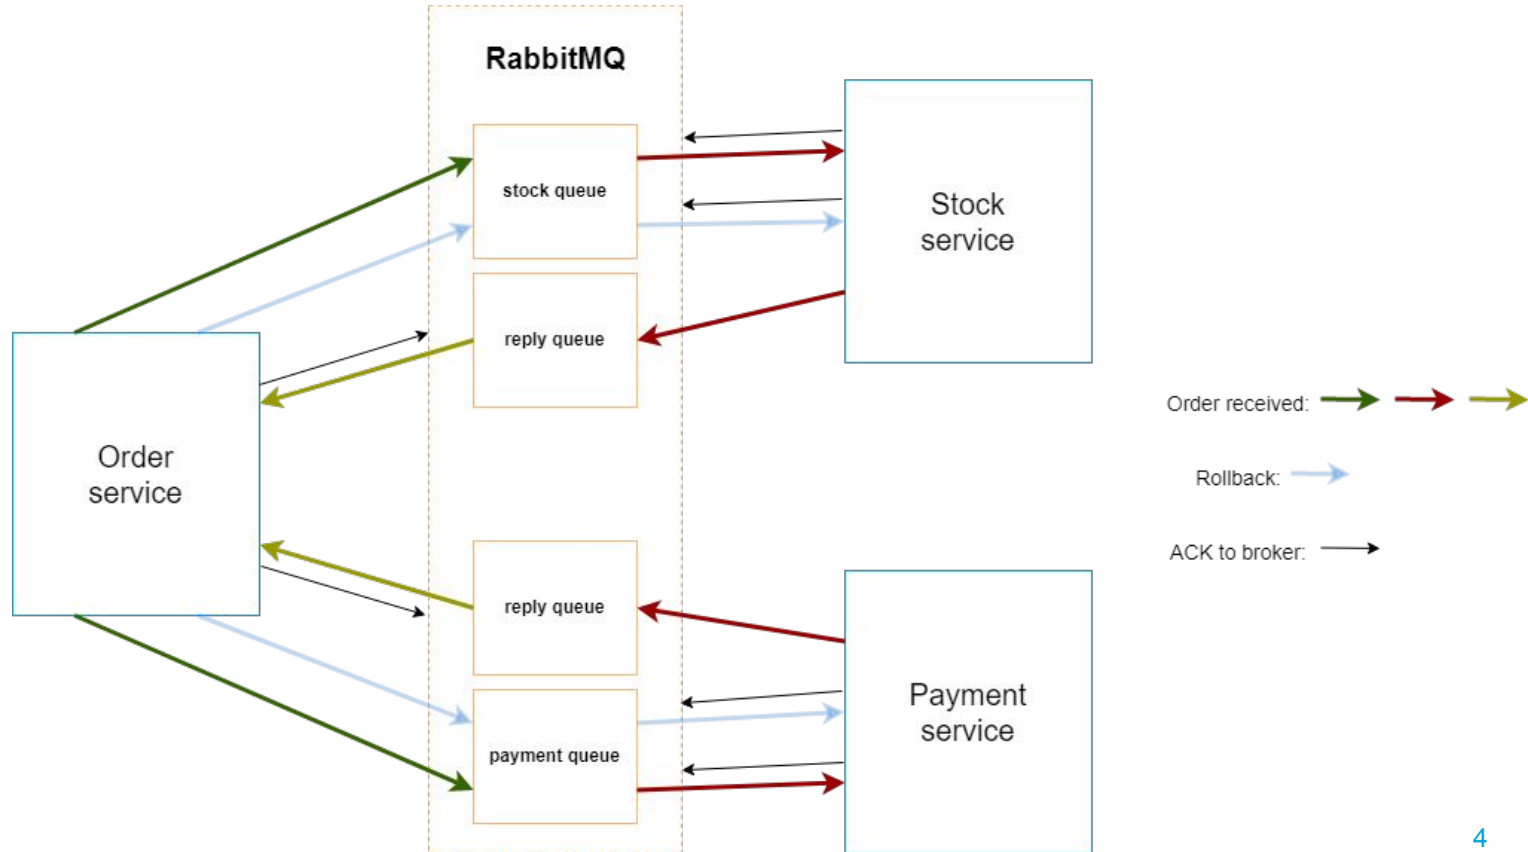 RabbitMQ
stock queue
Stock
service
reply queue
Order received:
Order
service
Rollback:
ACK to broker:
reply queue
Payment
service
payment queue
4